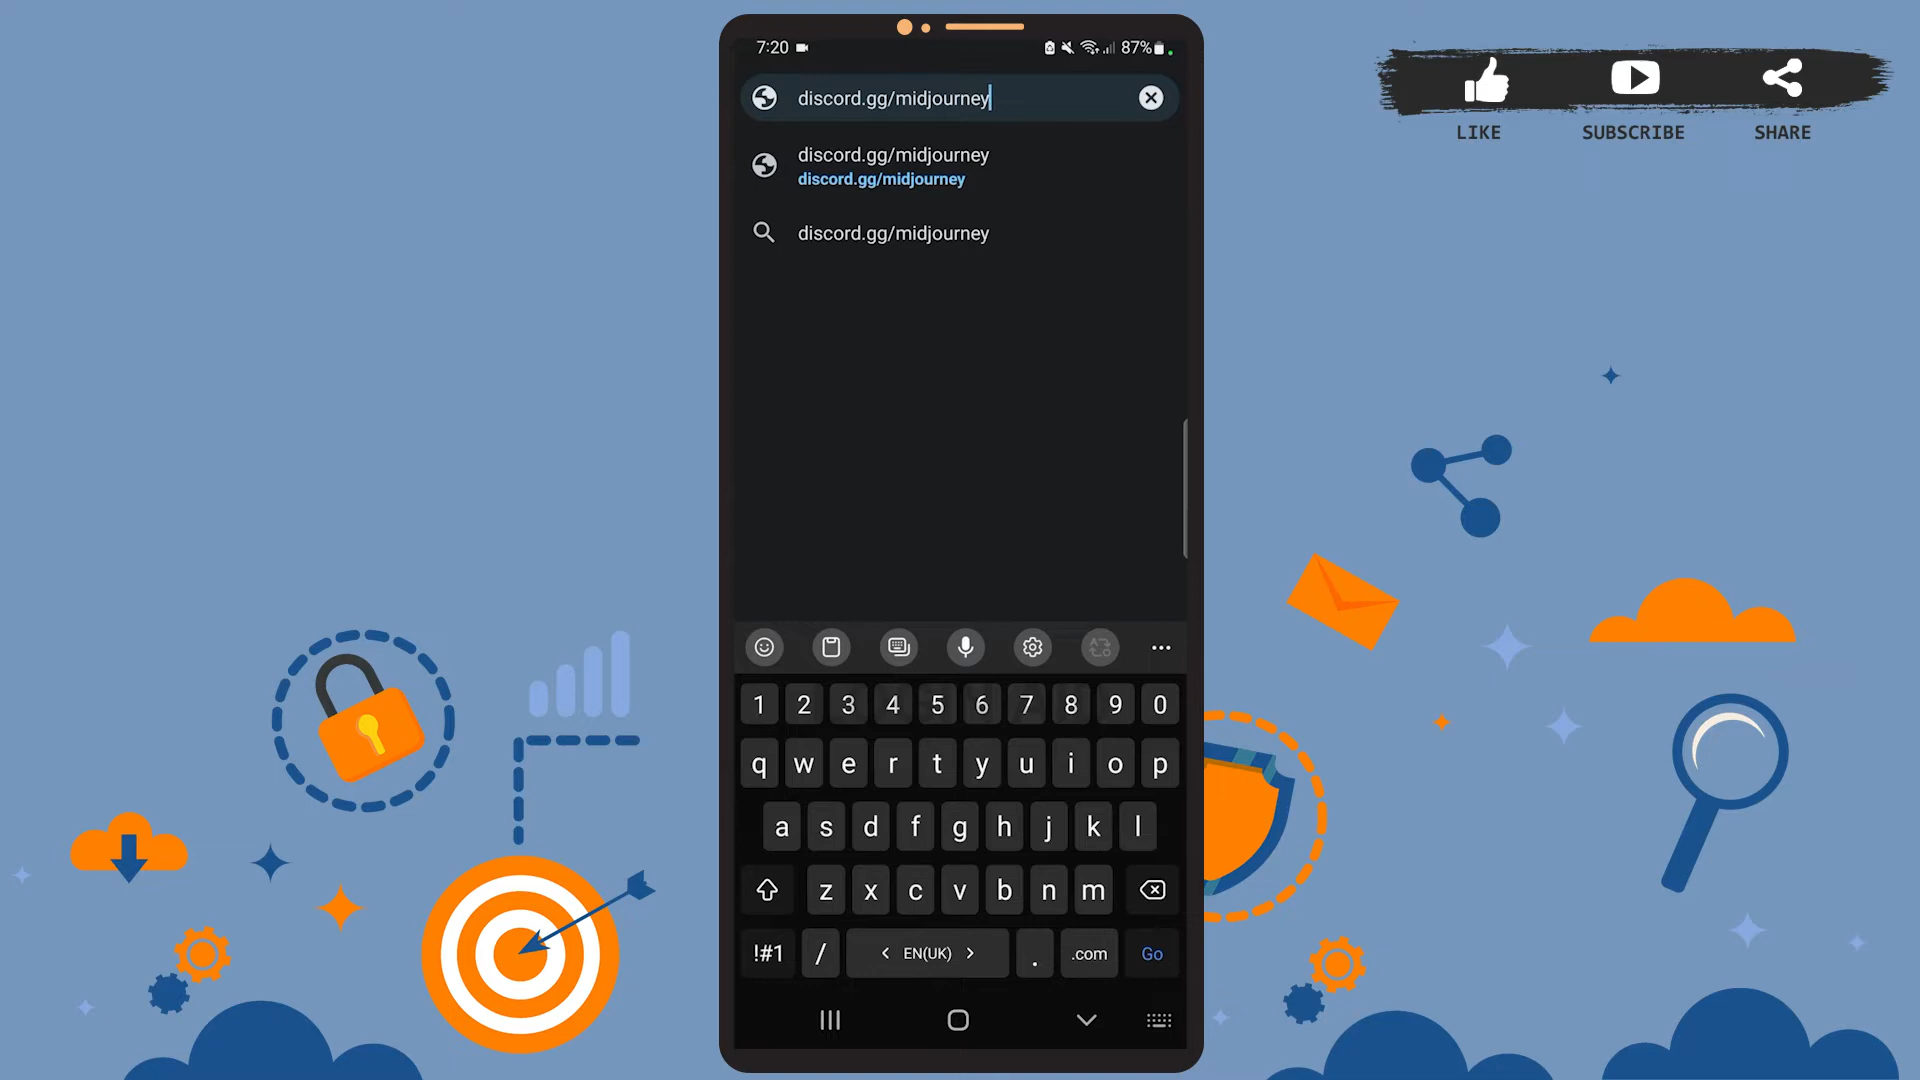 7:20
87%
discord.gg/midjourney
discord.gg/midjourney
discord.gg/midjourney
discord.gg/midjourney
LIKE SUBSCRIBE SHARE
1 2 3 4 5 6 7 8 9 0
q w e r t y u i o p
a s d f g h j k l
z x c v b n m
!#1 / < EN(UK) > . .com Go